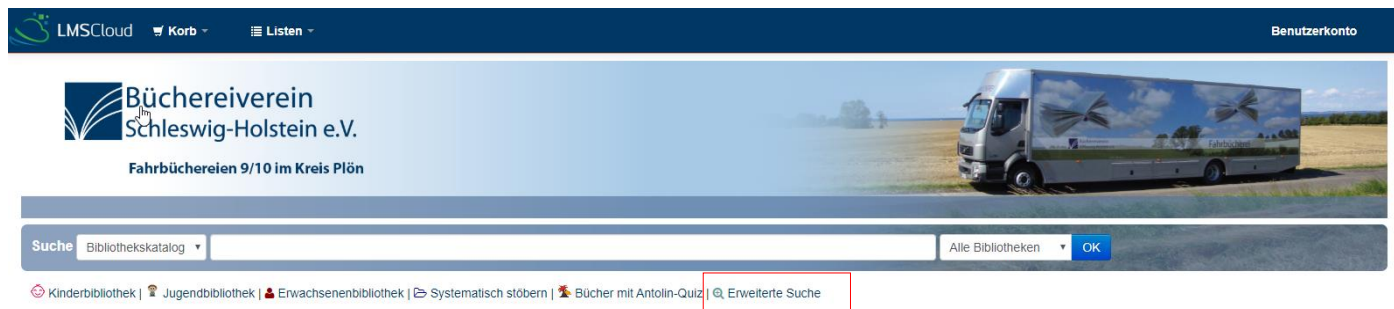 LMSCloud Korb Listen Benutzerkonto
Büchereiverein
Schleswig-Holstein e.V.
Fahrbüchereien 9/10 im Kreis Plön
Fahrbücherei
Suche Bibliothekskatalog Alle Bibliotheken OK
Kinderbibliothek | Jugendbibliothek | Erwachsenenbibliothek | Systematisch stöbern | Bücher mit Antolin-Quiz | Erweiterte Suche